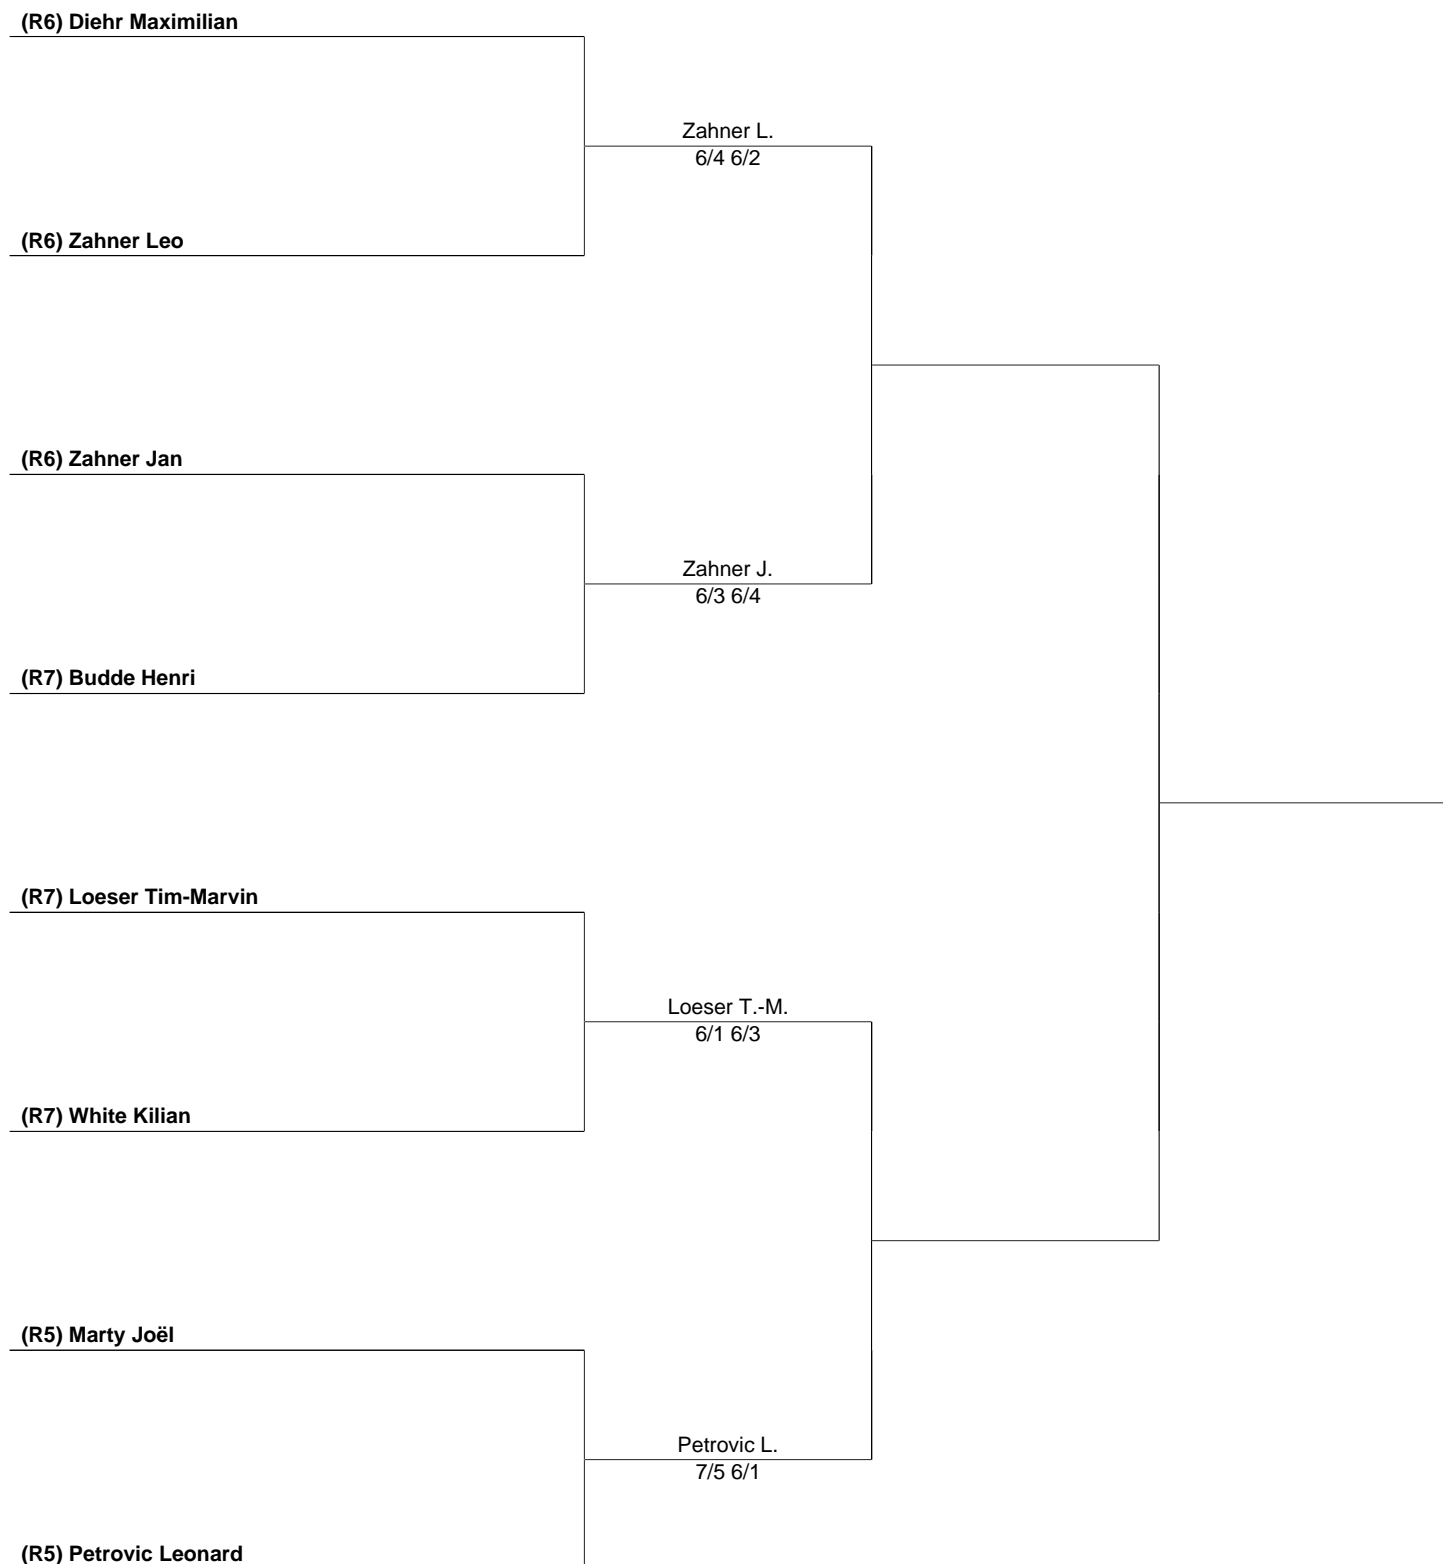 (R6) Diehr Maximilian
Zahner L.
6/4 6/2
(R6) Zahner Leo
(R6) Zahner Jan
Zahner J.
6/3 6/4
(R7) Budde Henri
(R7) Loeser Tim-Marvin
Loeser T.-M.
6/1 6/3
(R7) White Kilian
(R5) Marty Joël
Petrovic L.
7/5 6/1
(R5) Petrovic Leonard